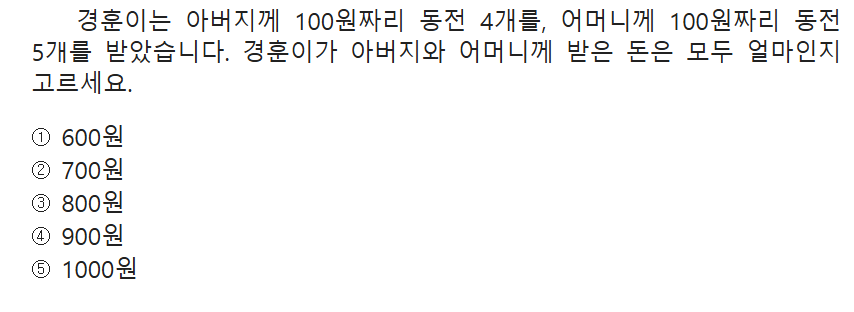 경훈이는 아버지께 100원짜리 동전 4개를, 어머니께 100원짜리 동전
5개를 받았습니다. 경훈이가 아버지와 어머니께 받은 돈은 모두 얼마인지
고르세요.
① 600원
② 700원
③ 800원
④ 900원
⑤ 1000원